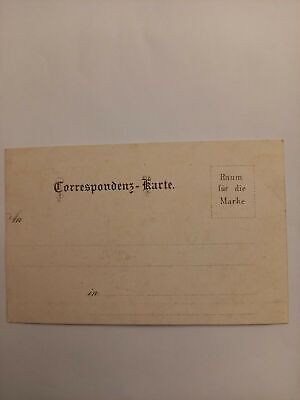 Correspondenz-Karte.
Raum
für die
Marke
An
in